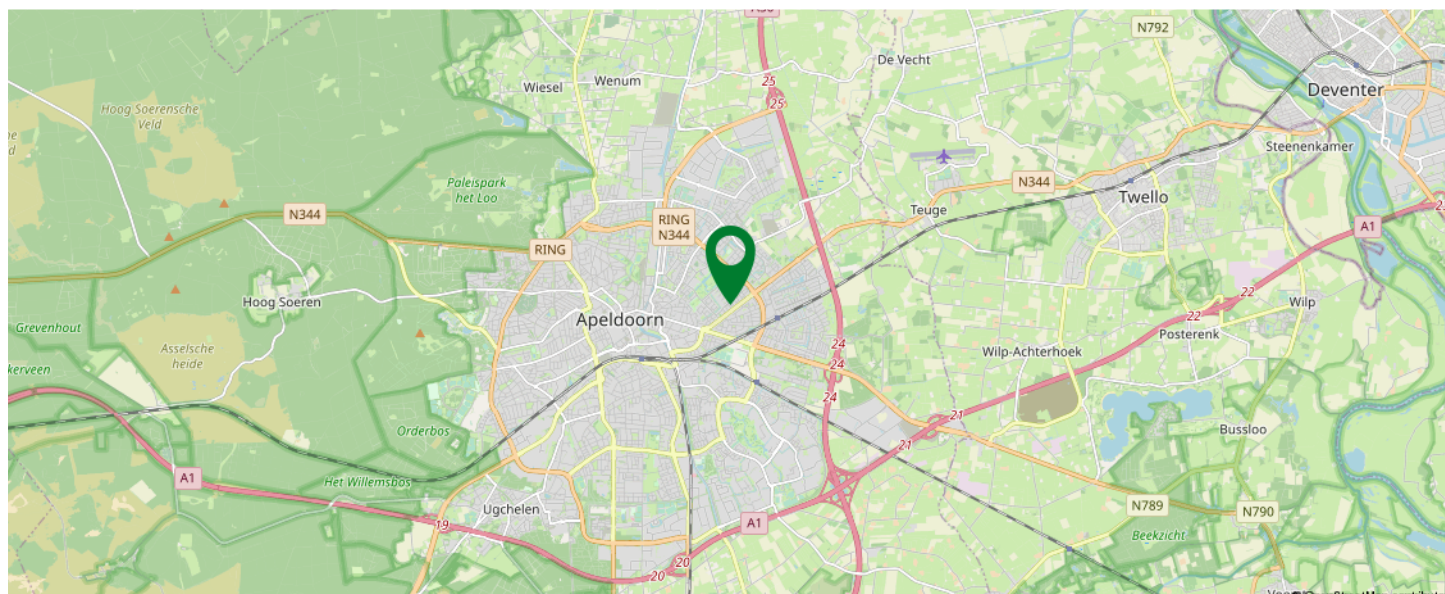 A50
N792
De Vecht
25
Wiesel
Wenum
Deventer
25
Hoog Soerensche
Veld
Steenenkamer
Paleispark
het Loo
N344
Twello
N344
RING
N344
Teuge
A1
RING
Hoog Soeren
22
Wilp
22
Grevenhout
Apeldoorn
Posterenk
24
Asselsche
heide
Wilp-Achterhoek
24
kerveen
24
21
Orderbos
21
Bussloo
A1
Het Willemsbos
Ugchelen
N789
N790
19
A1
Beekzicht
20
20